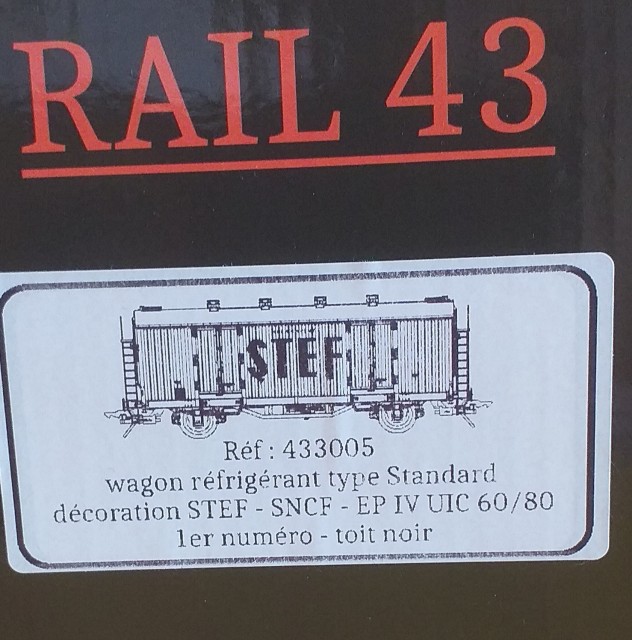 RAIL 43
STEF
Réf : 433005
wagon réfrigérant type Standard
décoration STEF - SNCF - EP IV UIC 60/80
1er numéro - toit noir